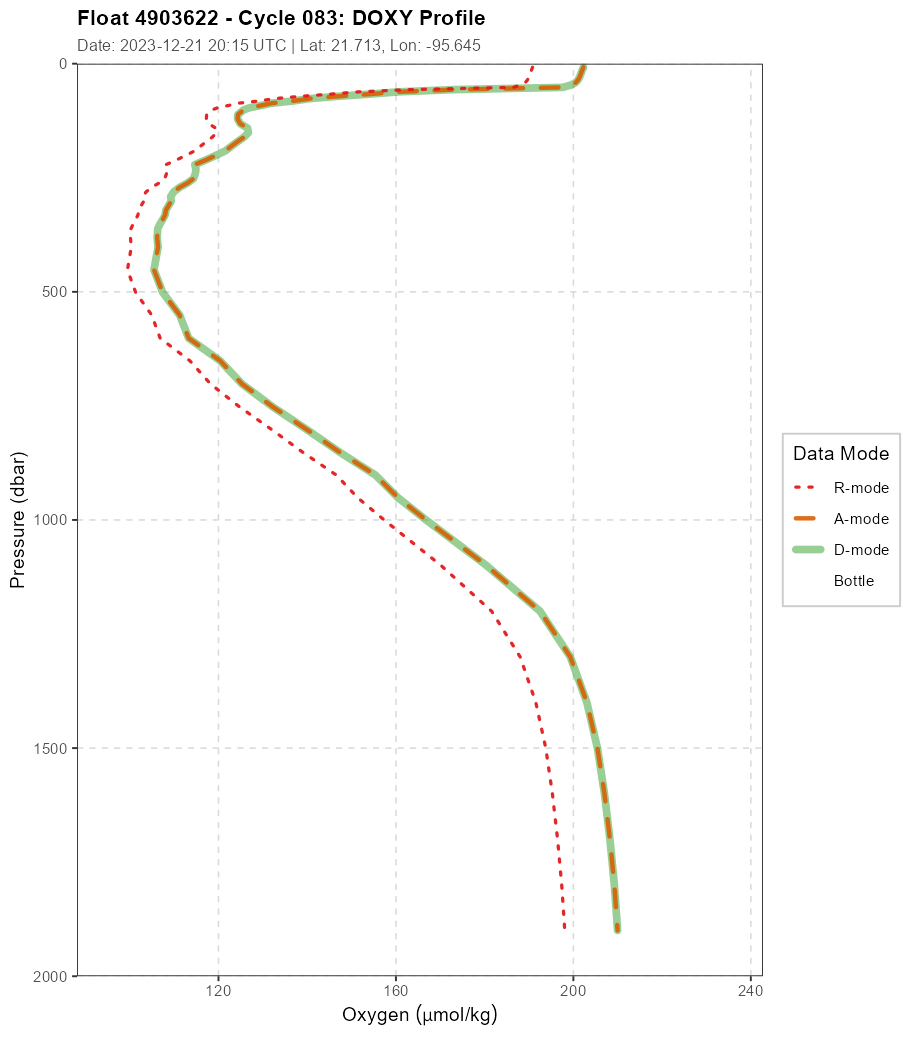 Float 4903622 - Cycle 083: DOXY Profile
Date: 2023-12-21 20:15 UTC | Lat: 21.713, Lon: -95.645
0
500
1000
1500
2000
Pressure (dbar)
120 160 200 240
Oxygen (μmol/kg)
Data Mode
R-mode
A-mode
D-mode
Bottle